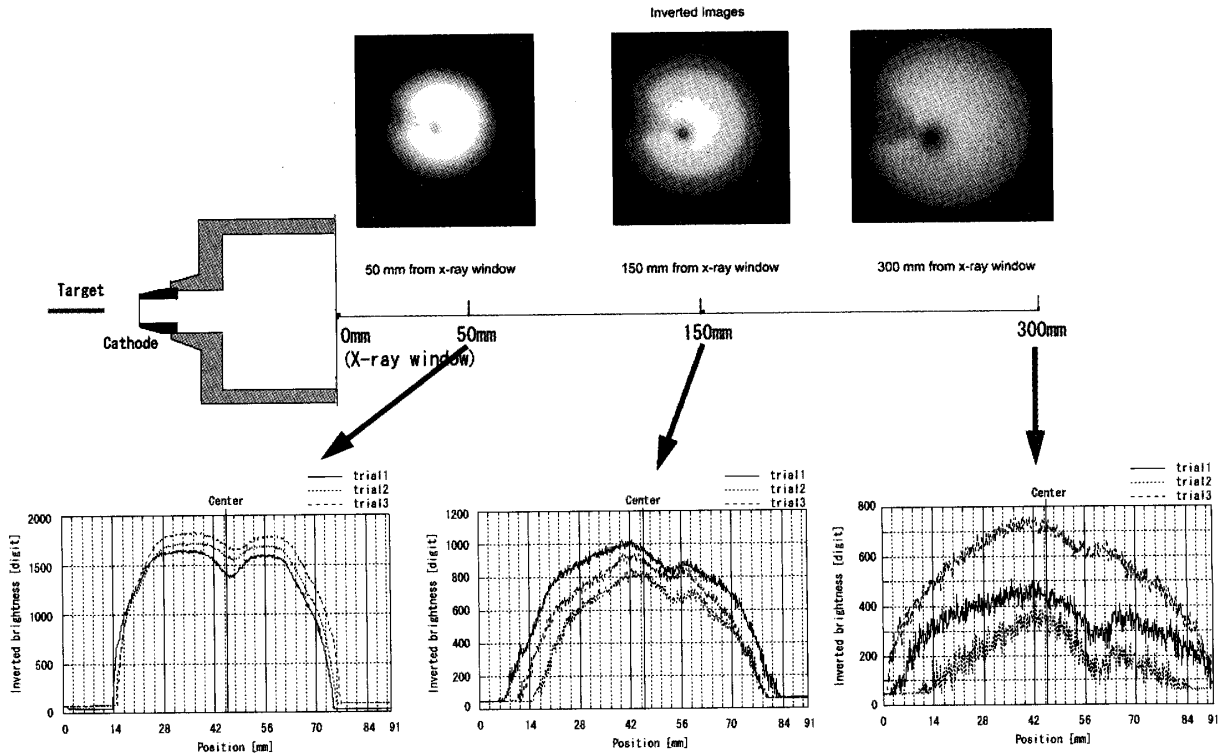 Inverted Images
50 mm from x-ray window
150 mm from x-ray window
300 mm from x-ray window
Target
Cathode
0mm
50mm
150mm
300mm
(X-ray window)
trial1
trial2
trial3
Center
2000
1500
1000
500
0
Inverted brightness [digit]
0 14 28 42 56 70 84 91
Position [mm]
trial1
trial2
trial3
Center
1200
1000
800
600
400
200
0
Inverted brightness [digit]
0 14 28 42 56 70 84 91
Position [mm]
trial1
trial2
trial3
Center
800
600
400
200
0
Inverted brightness [digit]
0 14 28 42 56 70 84 91
Position [mm]